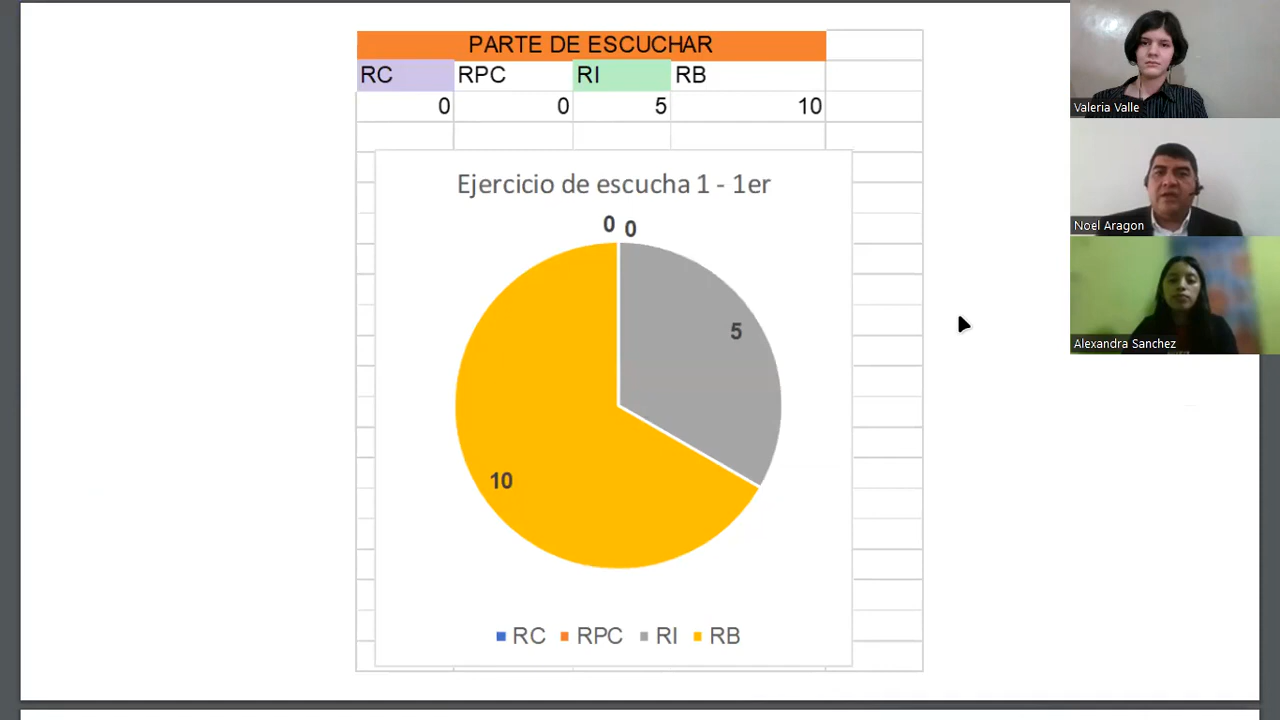 PARTE DE ESCUCHAR
RC RPC RI RB
0 0 5 10
Ejercicio de escucha 1 - 1er
0 0
5
10
RC RPC RI RB
Valeria Valle
Noel Aragon
Alexandra Sanchez